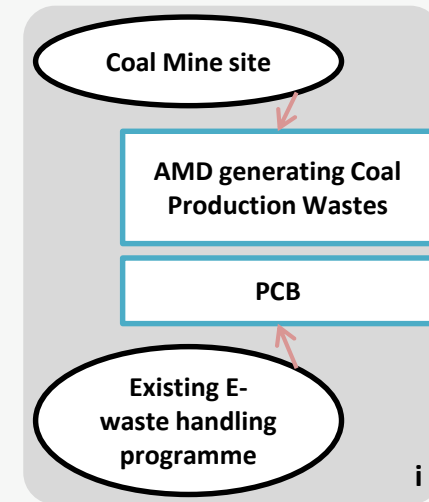 Coal Mine site
AMD generating Coal
Production Wastes
PCB
Existing E-
waste handling
programme
i